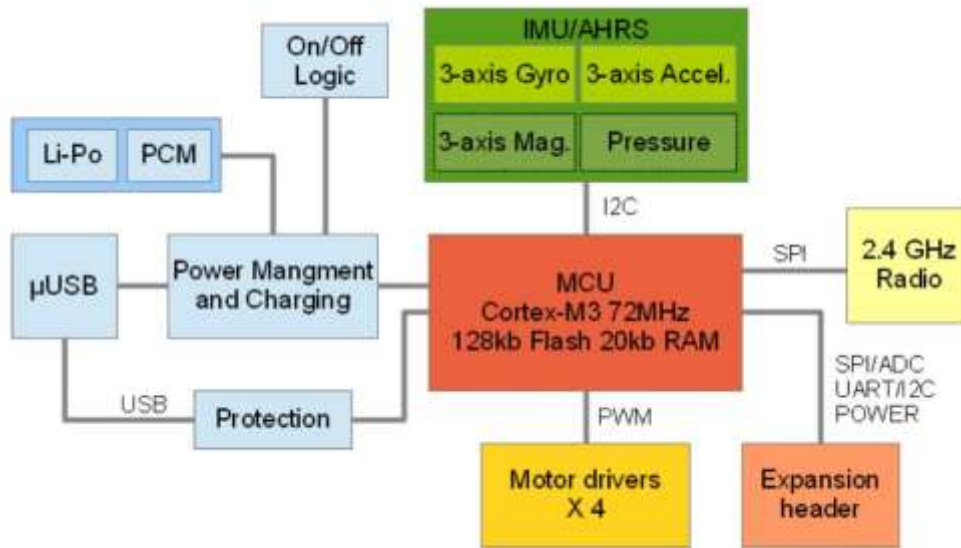 On/Off
Logic
IMU/AHRS
3-axis Gyro
3-axis Accel.
3-axis Mag.
Pressure
Li-Po
PCM
I2C
µUSB
Power Mangment
and Charging
MCU
Cortex-M3 72MHz
128kb Flash 20kb RAM
SPI
2.4 GHz
Radio
USB
Protection
PWM
SPI/ADC
UART/I2C
POWER
Motor drivers
X 4
Expansion
header